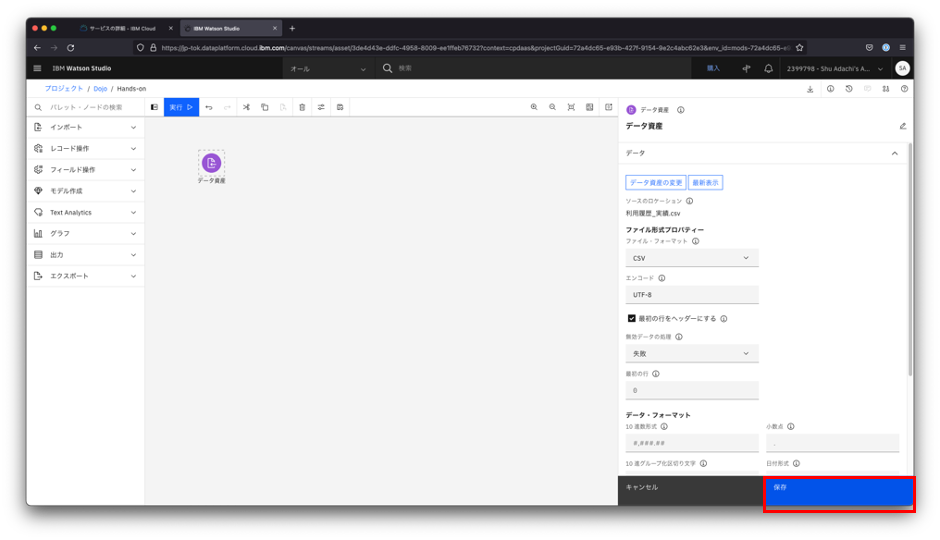 サービスの詳細 - IBM Cloud
IBM Watson Studio
https://jp-tok.dataplatform.cloud.ibm.com/canvas/streams/asset/3de4d43e-ddfc-4958-8009-ee1ffeb76732?context=cpdaas&projectGuid=72a4dc65-e93b-427f-9154-9e2c4abc62e3&env_id=mods-72a4dc65-e9
IBM Watson Studio
オール
検索
購入
2399798 - Shu Adachi's A...
SA
プロジェクト / Dojo / Hands-on
パレット・ノードの検索
実行
インポート
レコード操作
フィールド操作
モデル作成
Text Analytics
グラフ
出力
エクスポート
データ資産
データ資産
データ資産
データ
データ資産の変更
最新表示
ソースのロケーション
利用履歴_実績.csv
ファイル形式プロパティー
ファイル・フォーマット
CSV
エンコード
UTF-8
最初の行をヘッダーにする
無効データの処理
失敗
最初の行
0
データ・フォーマット
10 進数形式
小数点
#,###.##
.
10 進グループ化区切り文字
日付形式
キャンセル
保存